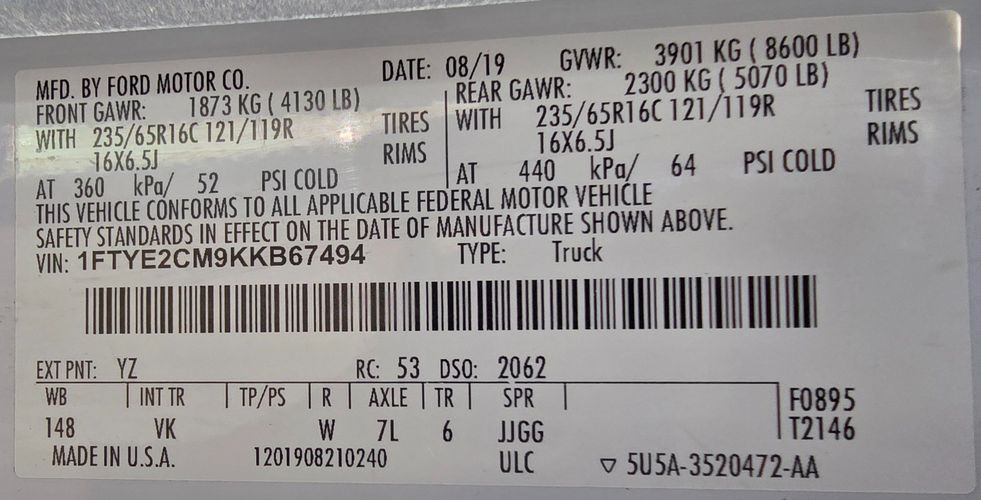 MFD. BY FORD MOTOR CO. DATE: 08/19 GVWR: 3901 KG ( 8600 LB)
FRONT GAWR: 1873 KG ( 4130 LB) REAR GAWR: 2300 KG ( 5070 LB)
WITH 235/65R16C 121/119R TIRES WITH 235/65R16C 121/119R TIRES
16X6.5J RIMS 16X6.5J RIMS
AT 360 kPa/ 52 PSI COLD AT 440 kPa/ 64 PSI COLD
THIS VEHICLE CONFORMS TO ALL APPLICABLE FEDERAL MOTOR VEHICLE
SAFETY STANDARDS IN EFFECT ON THE DATE OF MANUFACTURE SHOWN ABOVE.
VIN: 1FTYE2CM9KKB67494 TYPE: Truck
EXT PNT: YZ RC: 53 DSO: 2062
WB INT TR TP/PS R AXLE TR SPR F0895
148 VK W 7L 6 JJGG T2146
MADE IN U.S.A. 1201908210240 ULC ▽ 5U5A-3520472-AA